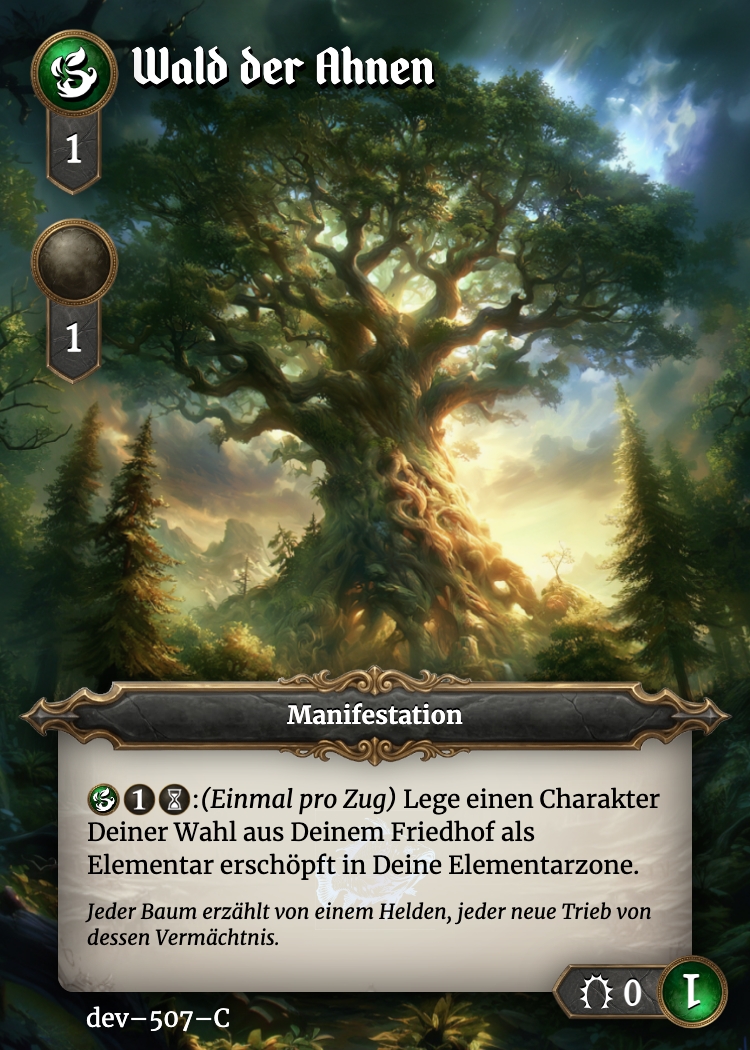 Wald der Ahnen
1
1
Manifestation
1 : (Einmal pro Zug) Lege einen Charakter
Deiner Wahl aus Deinem Friedhof als
Elementar erschöpft in Deine Elementarzone.
Jeder Baum erzählt von einem Helden, jeder neue Trieb von
dessen Vermächtnis.
0 1
dev–507–C